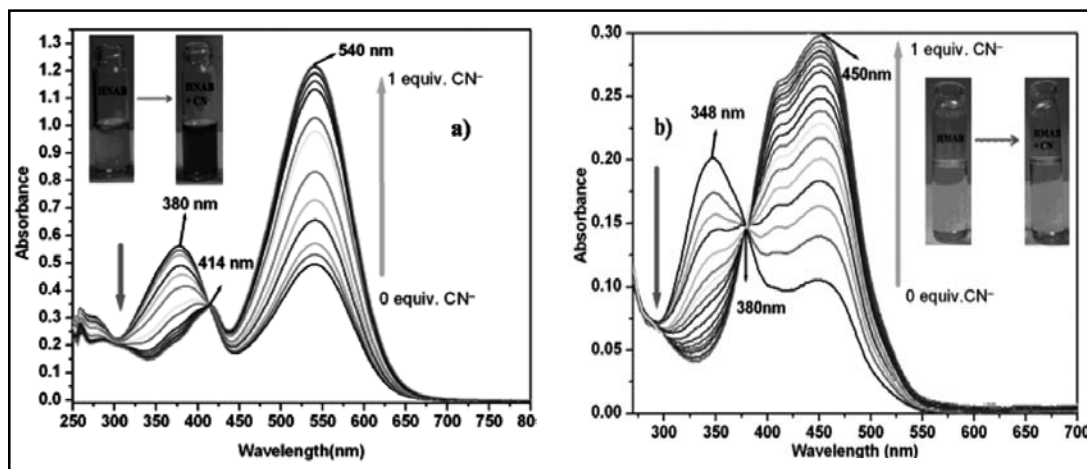 1.3
1.2
1.1
1.0
0.9
0.8
0.7
0.6
0.5
0.4
0.3
0.2
0.1
0.0
Absorbance
HNAB
HNAB
+ CN⁻
540 nm
1 equiv. CN⁻
a)
380 nm
414 nm
0 equiv. CN⁻
250 300 350 400 450 500 550 600 650 700 750 80
Wavelength(nm)
0.30
0.25
0.20
0.15
0.10
0.05
0.00
Absorbance
450nm
1 equiv. CN⁻
b)
348 nm
HMAB
HMAB
+ CN
380nm
0 equiv.CN⁻
300 350 400 450 500 550 600 650 700
Wavelength (nm)